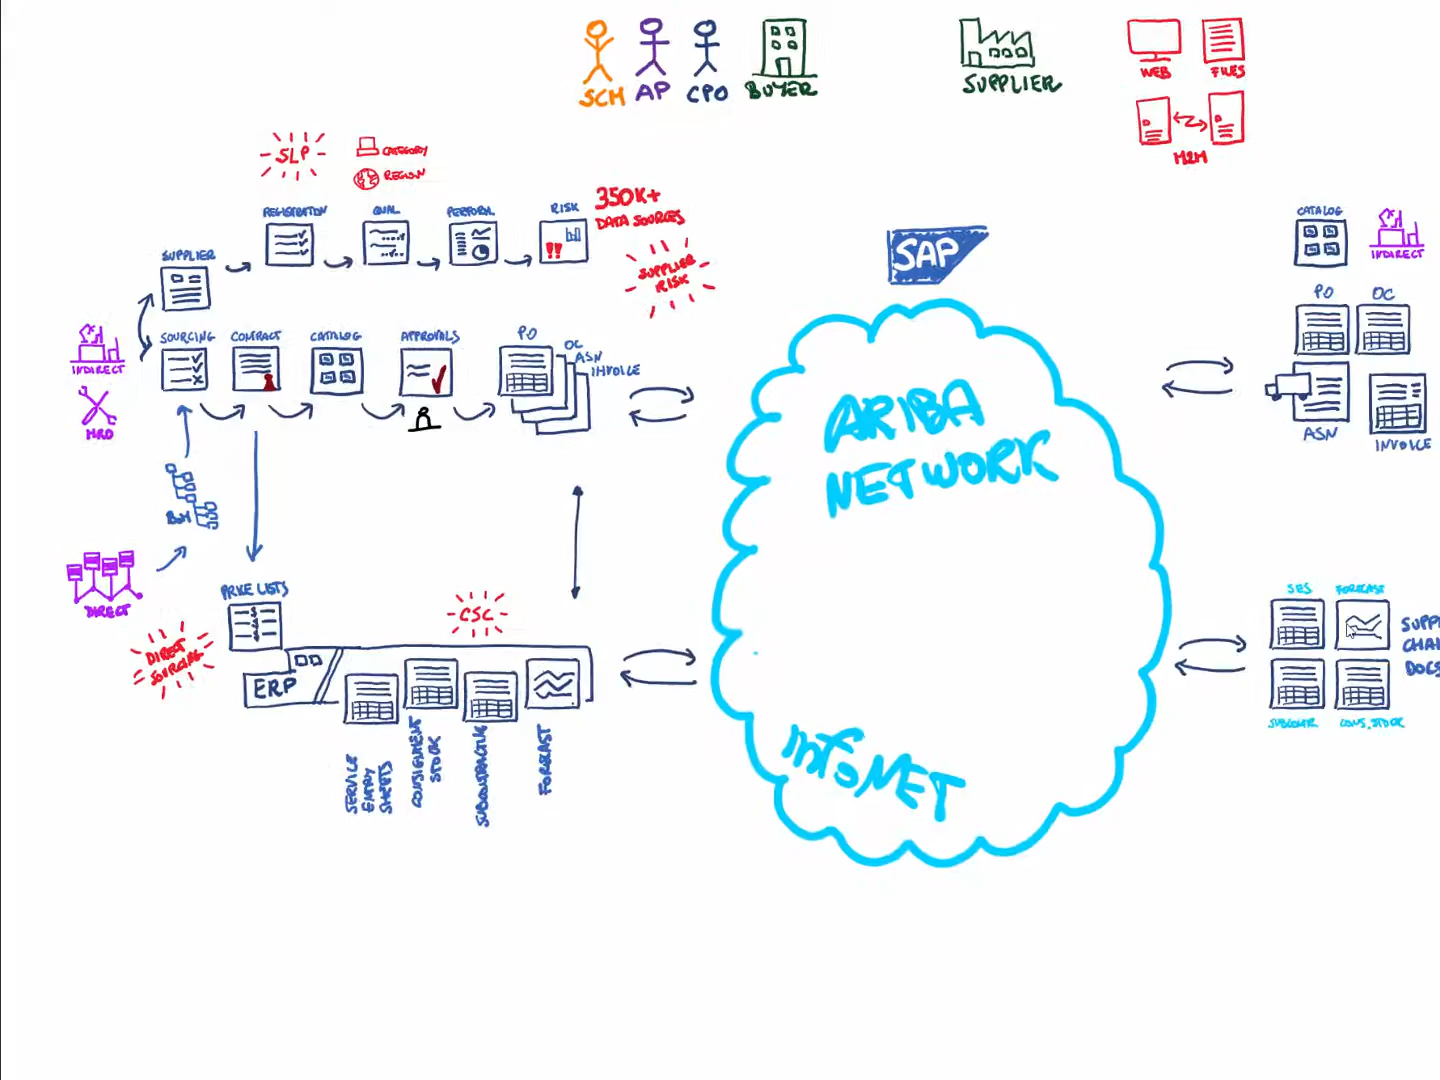 SCM
AP
CPO
BUYER
SUPPLIER
WEB
FILES
M2M
SLP
CATEGORY
REGION
REGISTRATION
QUAL
PERFORM
RISK
350K+
DATA SOURCES
SUPPLIER
RISK
SUPPLIER
SAP
CATALOG
INDIRECT
INDIRECT
MRO
SOURCING
CONTRACT
CATALOG
APPROVALS
PO
OC
ASN
INVOICE
ARIBA
NETWORK
PO
OC
ASN
INVOICE
BOM
DIRECT
PRICE LISTS
DIRECT
SOURCING
CSC
ERP
SERVICE
ENTRY
SHEETS
CONSIGNMENT
STOCK
SUBCONTRACTING
FORECAST
INFONET
SES
FORECAST
SUPP
CHAI
DOCS
SUBCONTR
CONS.STOCK